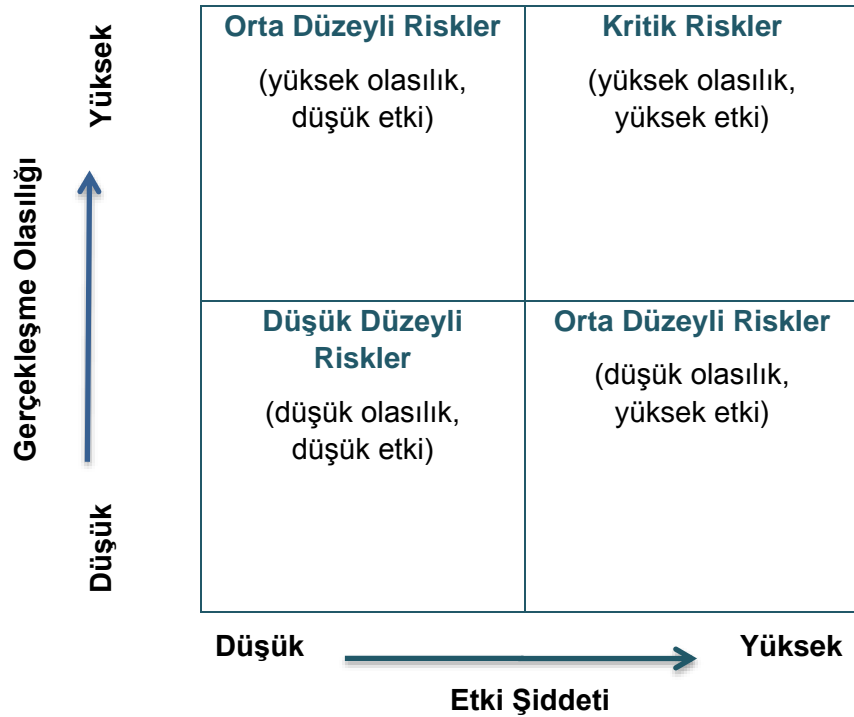 Gerçekleşme Olasılığı
Yüksek
Düşük
Orta Düzeyli Riskler
(yüksek olasılık,
düşük etki)
Kritik Riskler
(yüksek olasılık,
yüksek etki)
Düşük Düzeyli
Riskler
(düşük olasılık,
düşük etki)
Orta Düzeyli Riskler
(düşük olasılık,
yüksek etki)
Düşük
Yüksek
Etki Şiddeti